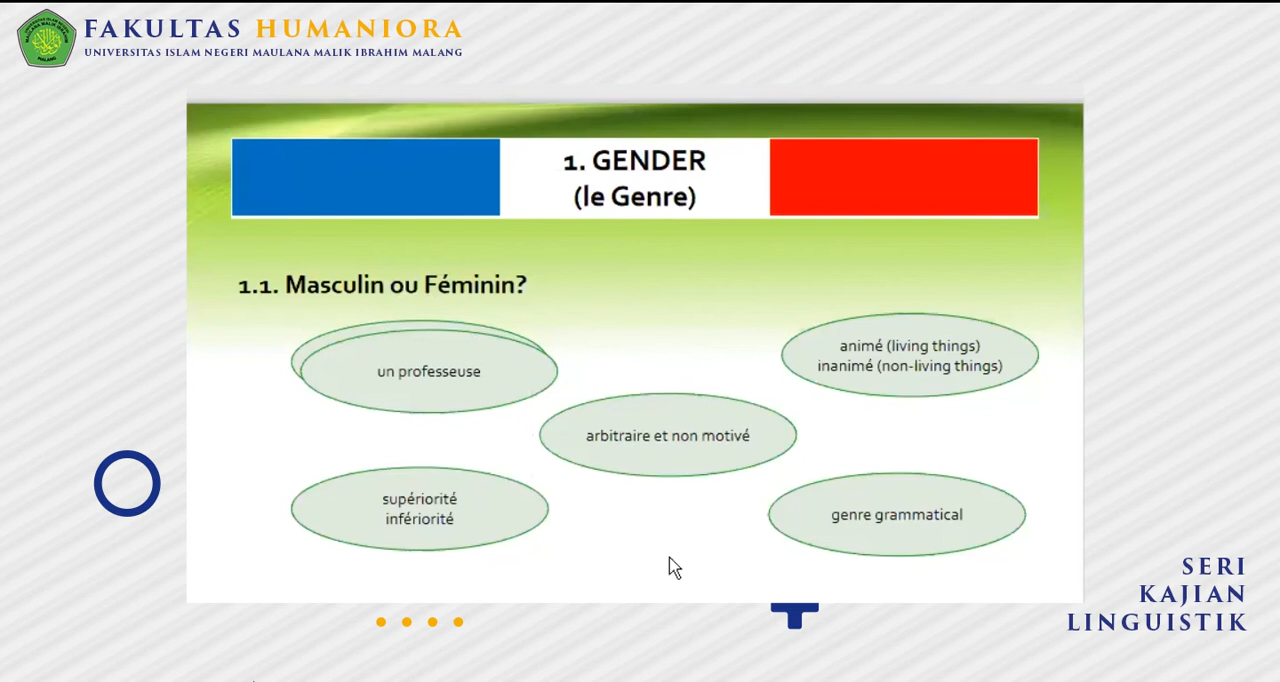 FAKULTAS HUMANIORA
UNIVERSITAS ISLAM NEGERI MAULANA MALIK IBRAHIM MALANG
1. GENDER
(le Genre)
1.1. Masculin ou Féminin?
un professeuse
animé (living things)
inanimé (non-living things)
arbitraire et non motivé
supériorité
infériorité
genre grammatical
SERI
KAJIAN
LINGUISTIK